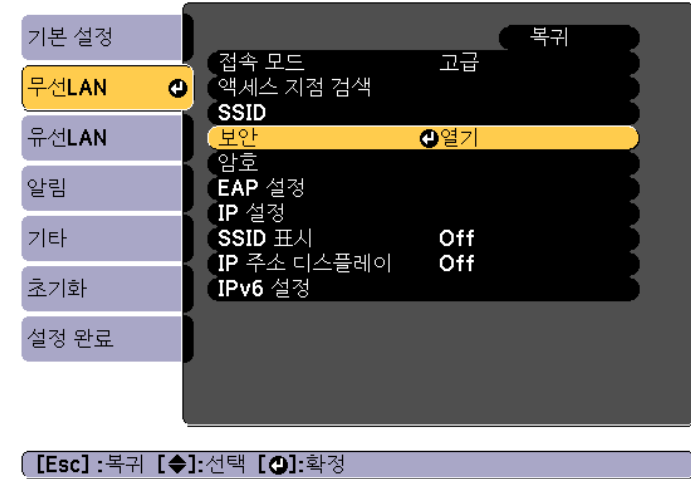 기본 설정
무선LAN
유선LAN
알림
기타
초기화
설정 완료
복귀
접속 모드 고급
액세스 지점 검색
SSID
보안 열기
암호
EAP 설정
IP 설정
SSID 표시 Off
IP 주소 디스플레이 Off
IPv6 설정
[Esc] :복귀 [◆]:선택 [⏎]:확정